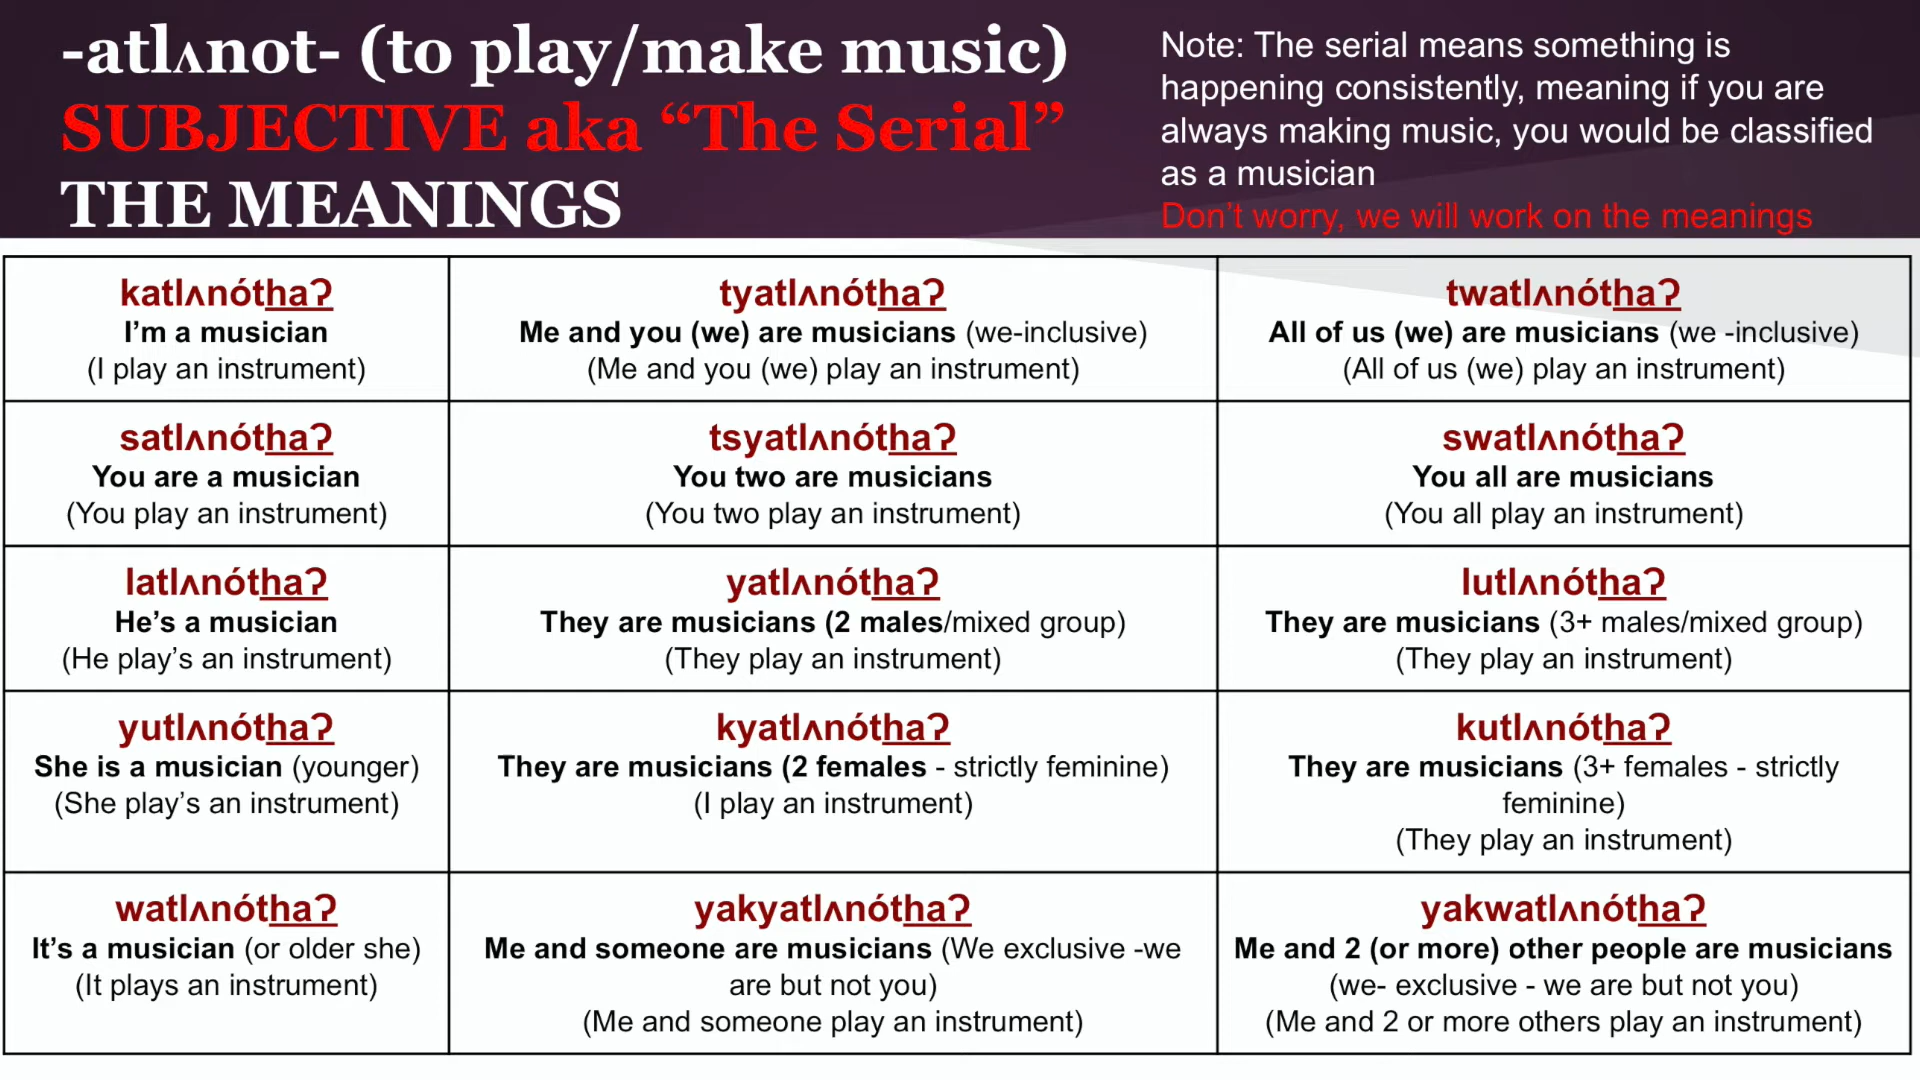 -atlʌnot- (to play/make music)
SUBJECTIVE aka “The Serial”
THE MEANINGS
Note: The serial means something is
happening consistently, meaning if you are
always making music, you would be classified
as a musician
Don’t worry, we will work on the meanings
katlʌnóthaʔ
I’m a musician
(I play an instrument)
tyatlʌnóthaʔ
Me and you (we) are musicians (we-inclusive)
(Me and you (we) play an instrument)
twatlʌnóthaʔ
All of us (we) are musicians (we -inclusive)
(All of us (we) play an instrument)
satlʌnóthaʔ
You are a musician
(You play an instrument)
tsyatlʌnóthaʔ
You two are musicians
(You two play an instrument)
swatlʌnóthaʔ
You all are musicians
(You all play an instrument)
latlʌnóthaʔ
He’s a musician
(He play’s an instrument)
yatlʌnóthaʔ
They are musicians (2 males/mixed group)
(They play an instrument)
lutlʌnóthaʔ
They are musicians (3+ males/mixed group)
(They play an instrument)
yutlʌnóthaʔ
She is a musician (younger)
(She play’s an instrument)
kyatlʌnóthaʔ
They are musicians (2 females - strictly feminine)
(I play an instrument)
kutlʌnóthaʔ
They are musicians (3+ females - strictly
feminine)
(They play an instrument)
watlʌnóthaʔ
It’s a musician (or older she)
(It plays an instrument)
yakyatlʌnóthaʔ
Me and someone are musicians (We exclusive -we
are but not you)
(Me and someone play an instrument)
yakwatlʌnóthaʔ
Me and 2 (or more) other people are musicians
(we- exclusive - we are but not you)
(Me and 2 or more others play an instrument)